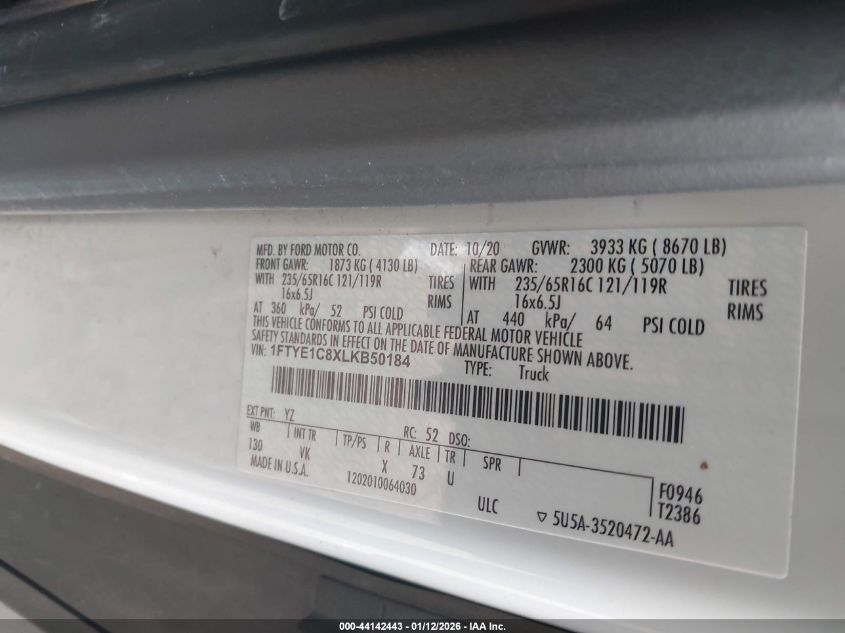 MFD. BY FORD MOTOR CO. DATE: 10/20 GVWR: 3933 KG ( 8670 LB)
FRONT GAWR: 1873 KG ( 4130 LB) REAR GAWR: 2300 KG ( 5070 LB)
WITH 235/65R16C 121/119R TIRES WITH 235/65R16C 121/119R TIRES
16x6.5J RIMS 16x6.5J RIMS
AT 360 kPa/ 52 PSI COLD AT 440 kPa/ 64 PSI COLD
THIS VEHICLE CONFORMS TO ALL APPLICABLE FEDERAL MOTOR VEHICLE
SAFETY STANDARDS IN EFFECT ON THE DATE OF MANUFACTURE SHOWN ABOVE.
VIN: 1FTYE1C8XLKB50184 TYPE: Truck
EXT PNT: YZ RC: 52 DSO:
WB INT TR TP/PS R AXLE TR SPR
130 VK X 73 U
MADE IN U.S.A. 1202010064030 ULC
F0946
T2386
▽ 5U5A-3520472-AA
000-44142443 - 01/12/2026 - IAA Inc.